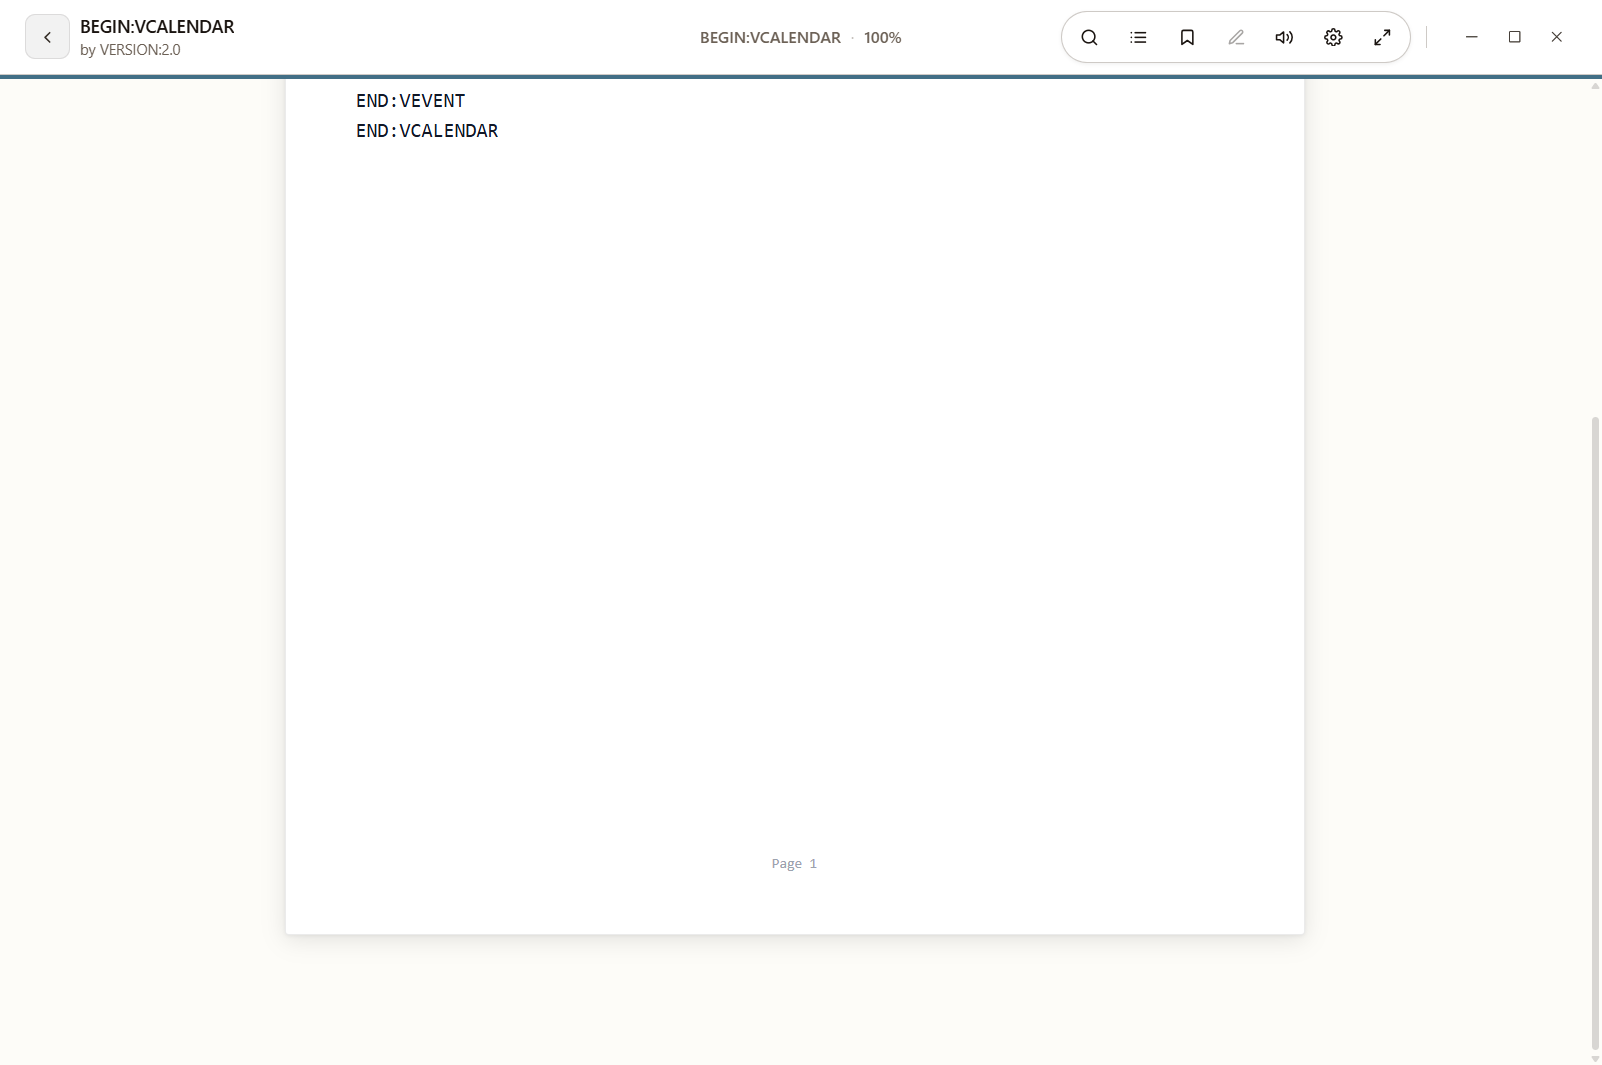 BEGIN:VCALENDAR
by VERSION:2.0
BEGIN:VCALENDAR · 100%
END:VEVENT
END:VCALENDAR
Page 1